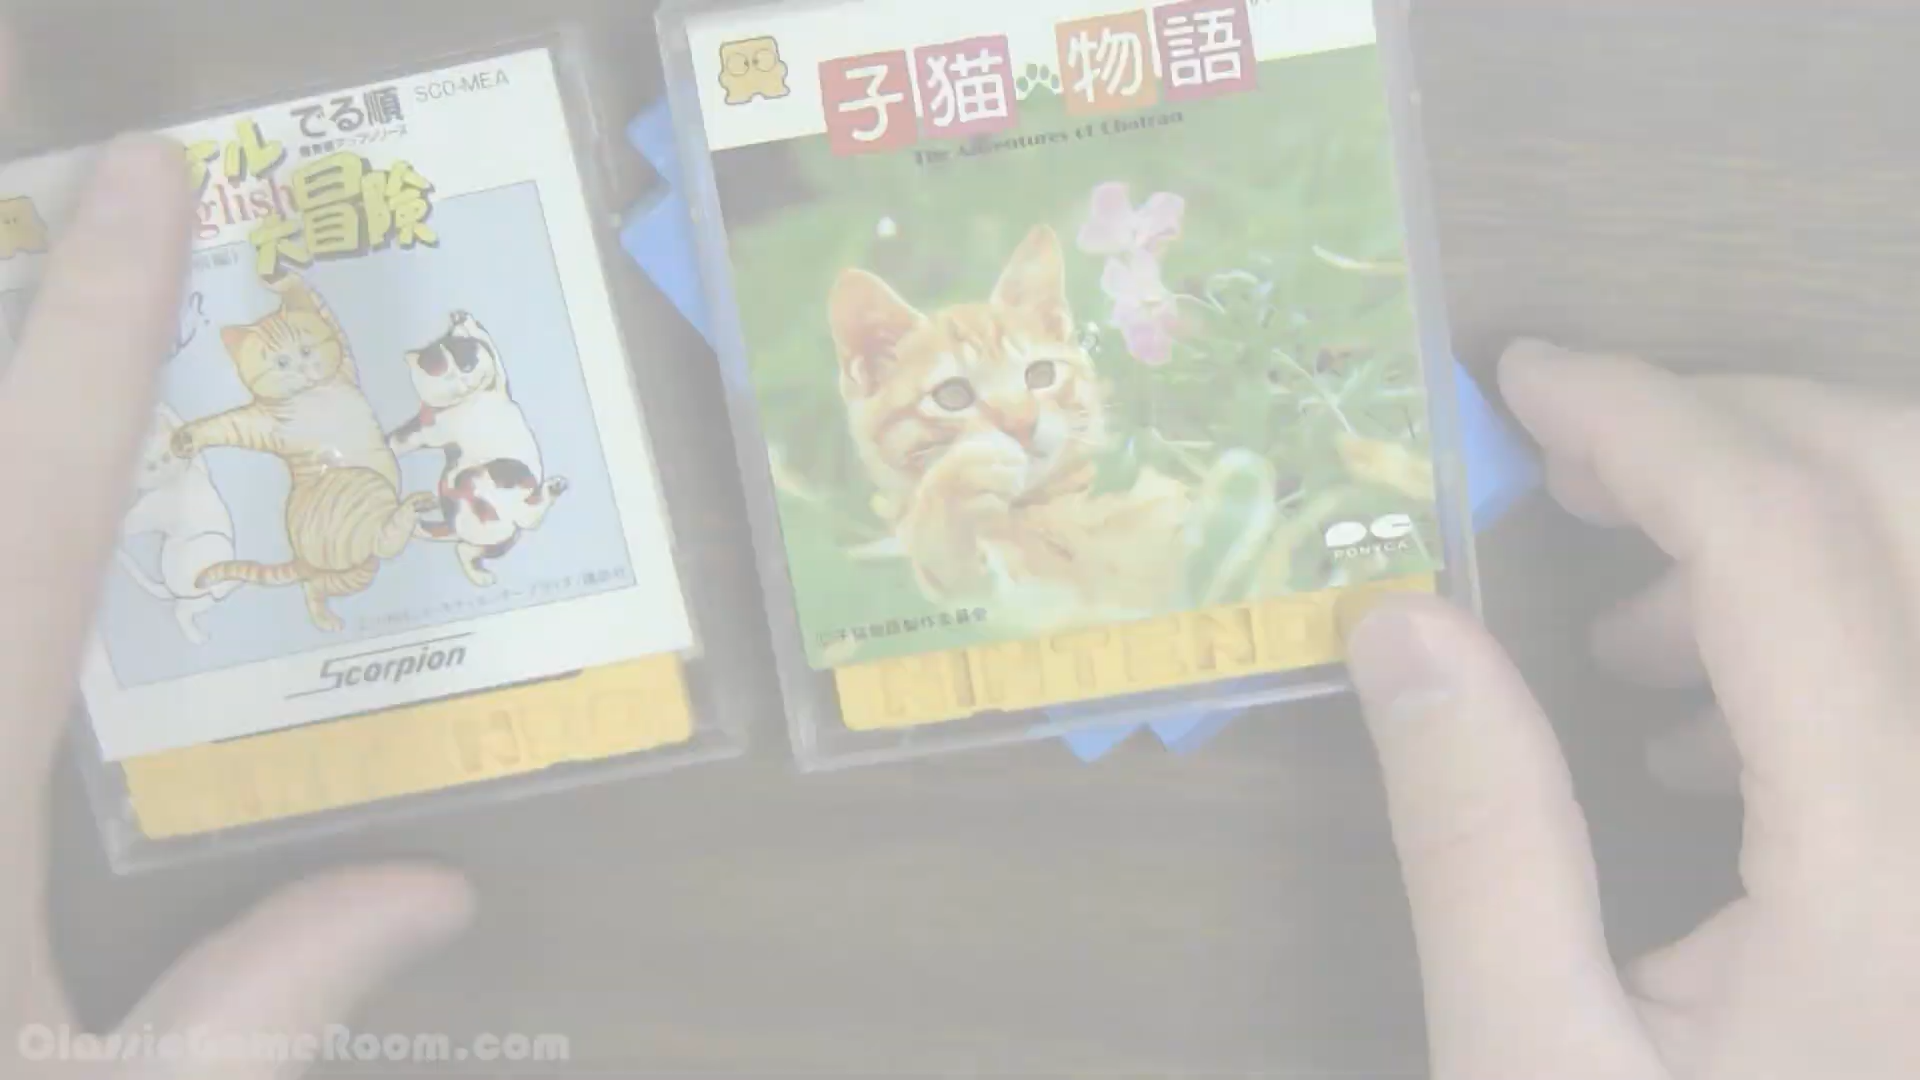 SCO-MEA
でる順
glish
大冒険
Scorpion
子猫物語
The Adventures of Chatran
PONYCA
©子猫物語製作委員会
NINTENDO
ClassicGameRoom.com